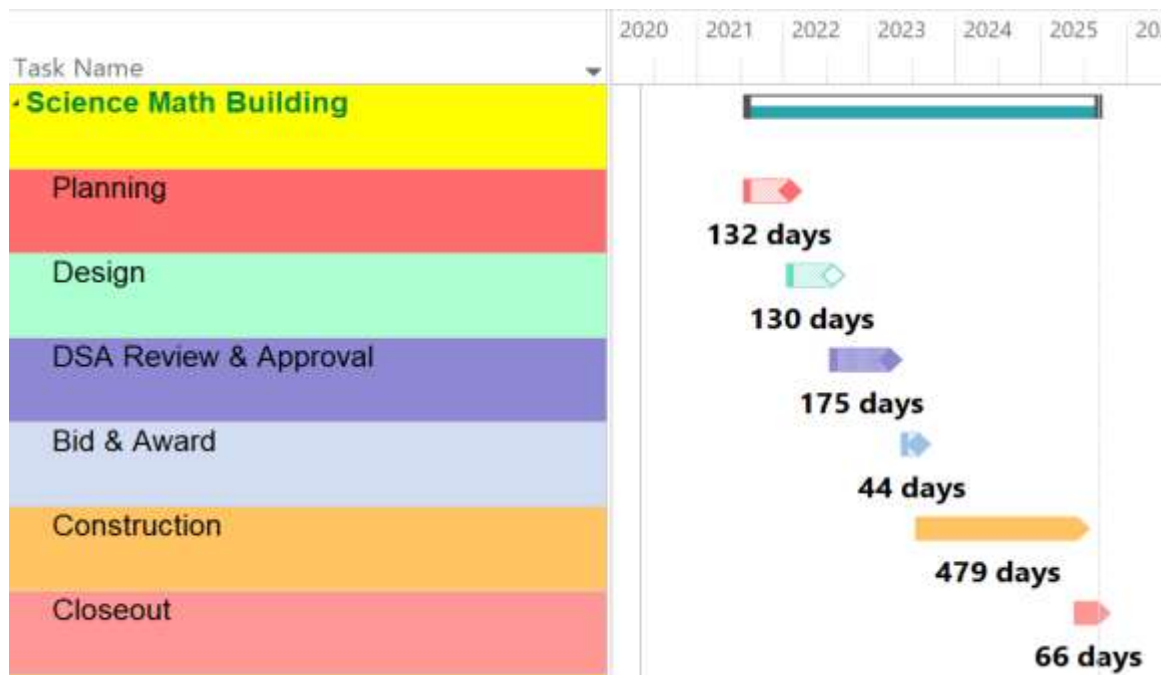 2020 2021 2022 2023 2024 2025 20
Task Name
Science Math Building
Planning
132 days
Design
130 days
DSA Review & Approval
175 days
Bid & Award
44 days
Construction
479 days
Closeout
66 days